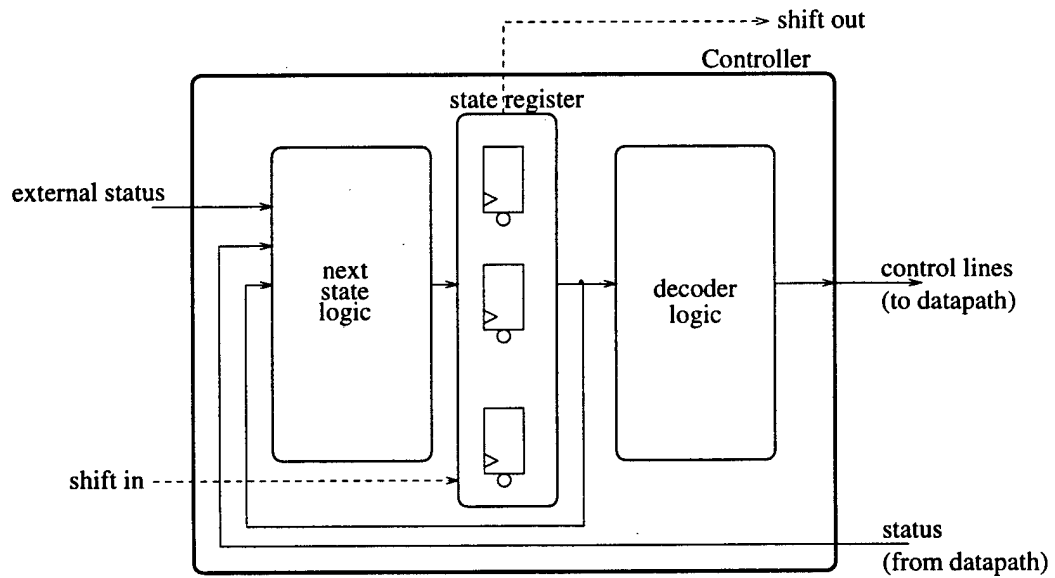 shift out
Controller
state register
external status
next
state
logic
decoder
logic
control lines
(to datapath)
shift in
status
(from datapath)